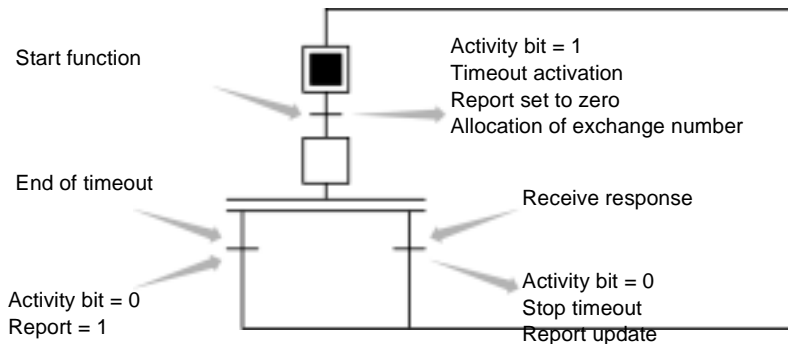 Start function
Activity bit = 1
Timeout activation
Report set to zero
Allocation of exchange number
End of timeout
Receive response
Activity bit = 0
Report = 1
Activity bit = 0
Stop timeout
Report update